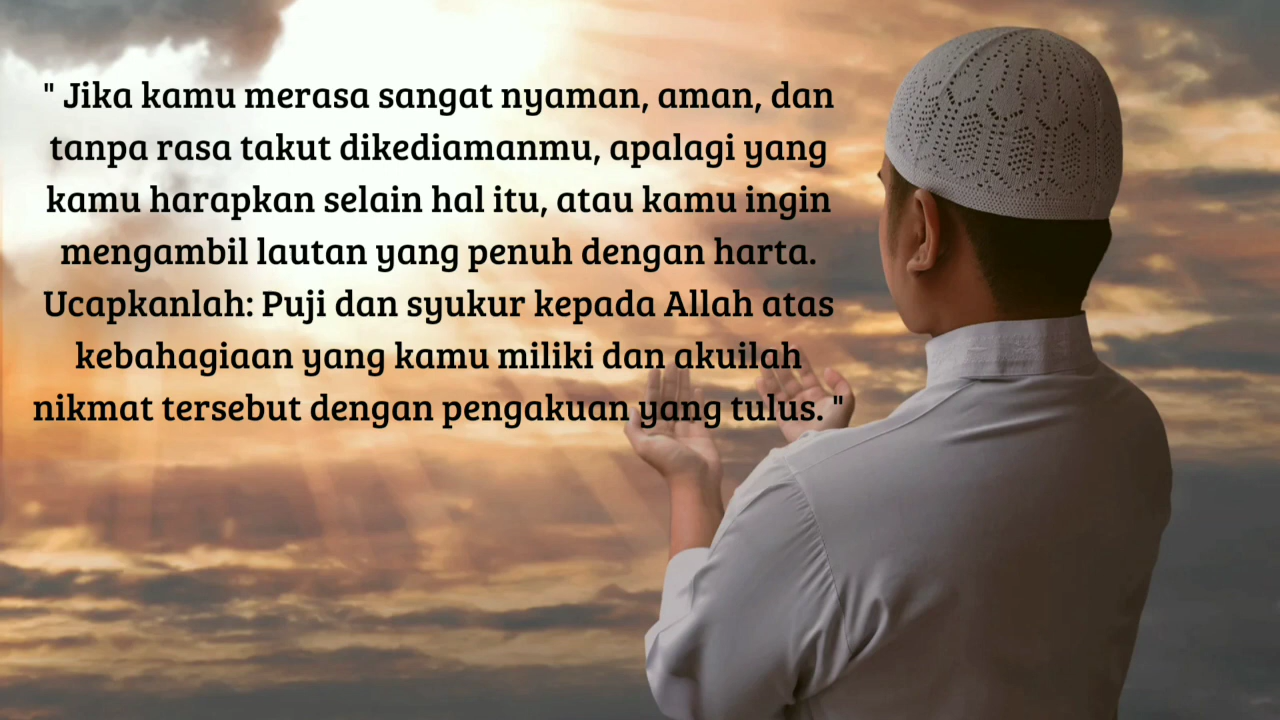 " Jika kamu merasa sangat nyaman, aman, dan
tanpa rasa takut dikediamanmu, apalagi yang
kamu harapkan selain hal itu, atau kamu ingin
mengambil lautan yang penuh dengan harta.
Ucapkanlah: Puji dan syukur kepada Allah atas
kebahagiaan yang kamu miliki dan akuilah
nikmat tersebut dengan pengakuan yang tulus. "